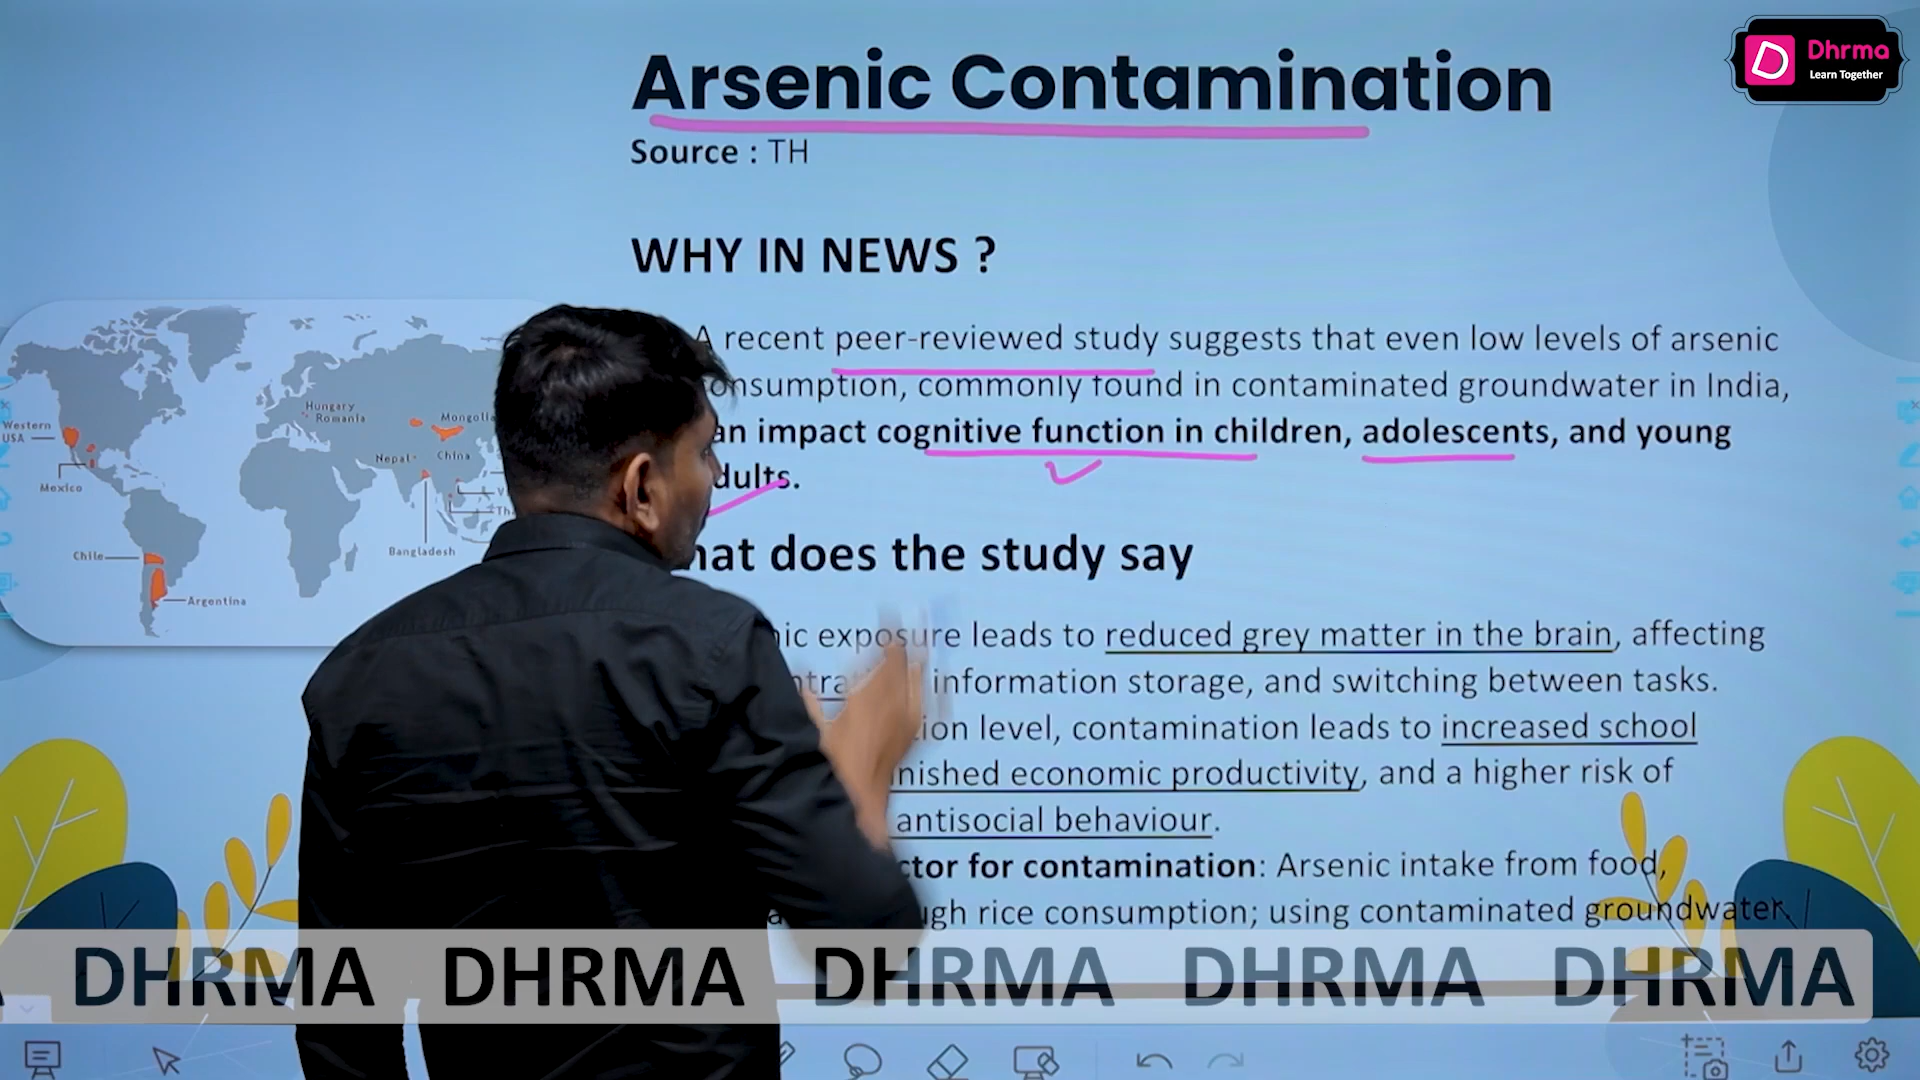 Arsenic Contamination
Dhrma
Learn Together
Source : TH
WHY IN NEWS ?
A recent peer-reviewed study suggests that even low levels of arsenic
consumption, commonly found in contaminated groundwater in India,
an impact cognitive function in children, adolescents, and young
dults.
hat does the study say
nic exposure leads to reduced grey matter in the brain, affecting
information storage, and switching between tasks.
ion level, contamination leads to increased school
nished economic productivity, and a higher risk of
antisocial behaviour.
ctor for contamination: Arsenic intake from food,
ugh rice consumption; using contaminated groundwater
Western
USA
Mexico
Chile
Argentina
Hungary
Romania
Mongolia
Nepal
China
Bangladesh
DHRMA DHRMA DHRMA DHRMA DHRMA